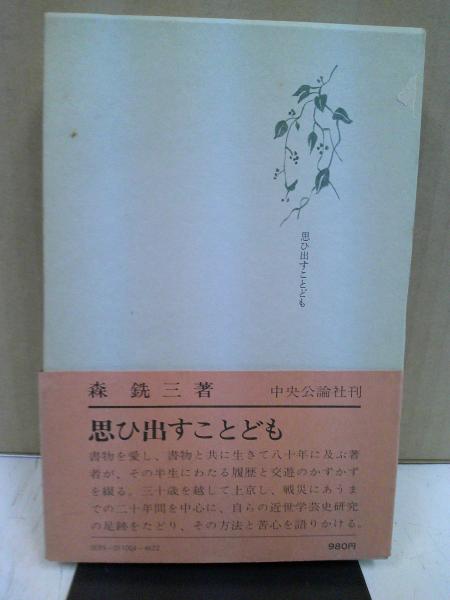 思ひ出すことども
森 銑三著 中央公論社刊
思ひ出すことども
書物を愛し、書物と共に生きて八十年に及ぶ著
者が、その半生にわたる履歴と交遊のかずかず
を綴る。三十歳を越して上京し、戦災にあうま
での二十年間を中心に、自らの近世学芸史研究
の足跡をたどり、その方法と苦心を語りかける。
980円